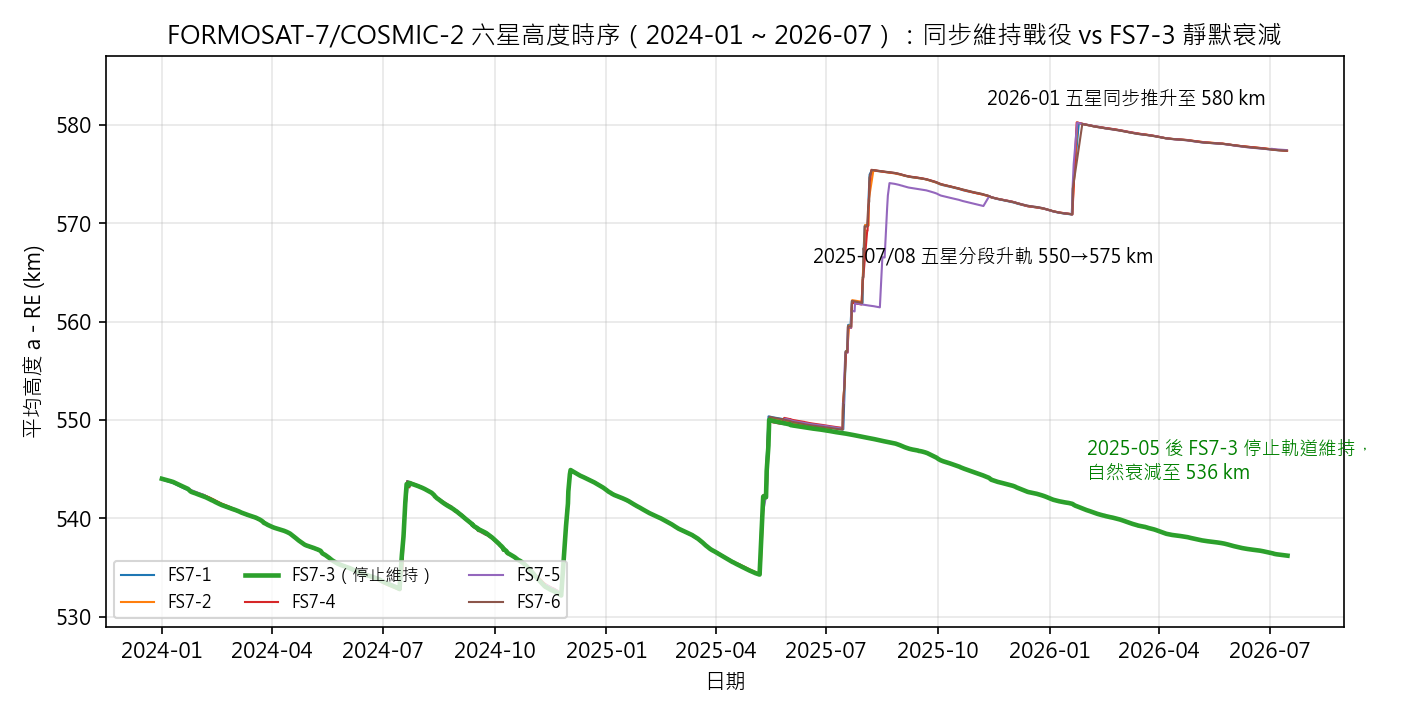 FORMOSAT-7/COSMIC-2 六星高度時序（2024-01 ~ 2026-07）：同步維持戰役 vs FS7-3 靜默衰減
2026-01 五星同步推升至 580 km
2025-07/08 五星分段升軌 550→575 km
2025-05 後 FS7-3 停止軌道維持，
自然衰減至 536 km
平均高度 a - RE (km)
580
570
560
550
540
530
FS7-1
FS7-2
FS7-3（停止維持）
FS7-4
FS7-5
FS7-6
2024-01
2024-04
2024-07
2024-10
2025-01
2025-04
2025-07
2025-10
2026-01
2026-04
2026-07
日期